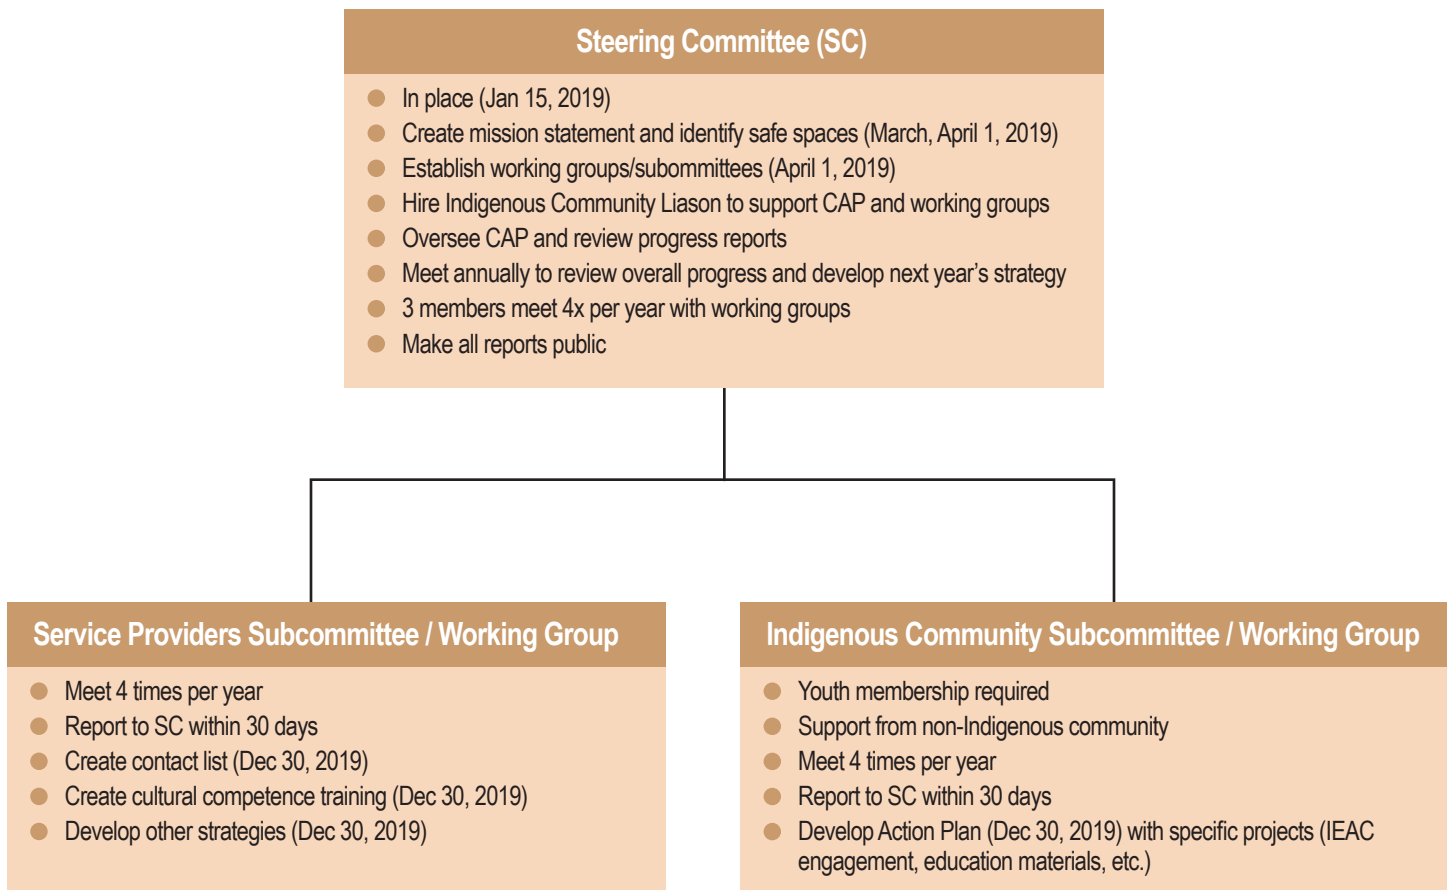 Steering Committee (SC)
In place (Jan 15, 2019)
Create mission statement and identify safe spaces (March, April 1, 2019)
Establish working groups/subommittees (April 1, 2019)
Hire Indigenous Community Liason to support CAP and working groups
Oversee CAP and review progress reports
Meet annually to review overall progress and develop next year’s strategy
3 members meet 4x per year with working groups
Make all reports public
Service Providers Subcommittee / Working Group
Meet 4 times per year
Report to SC within 30 days
Create contact list (Dec 30, 2019)
Create cultural competence training (Dec 30, 2019)
Develop other strategies (Dec 30, 2019)
Indigenous Community Subcommittee / Working Group
Youth membership required
Support from non-Indigenous community
Meet 4 times per year
Report to SC within 30 days
Develop Action Plan (Dec 30, 2019) with specific projects (IEAC
engagement, education materials, etc.)